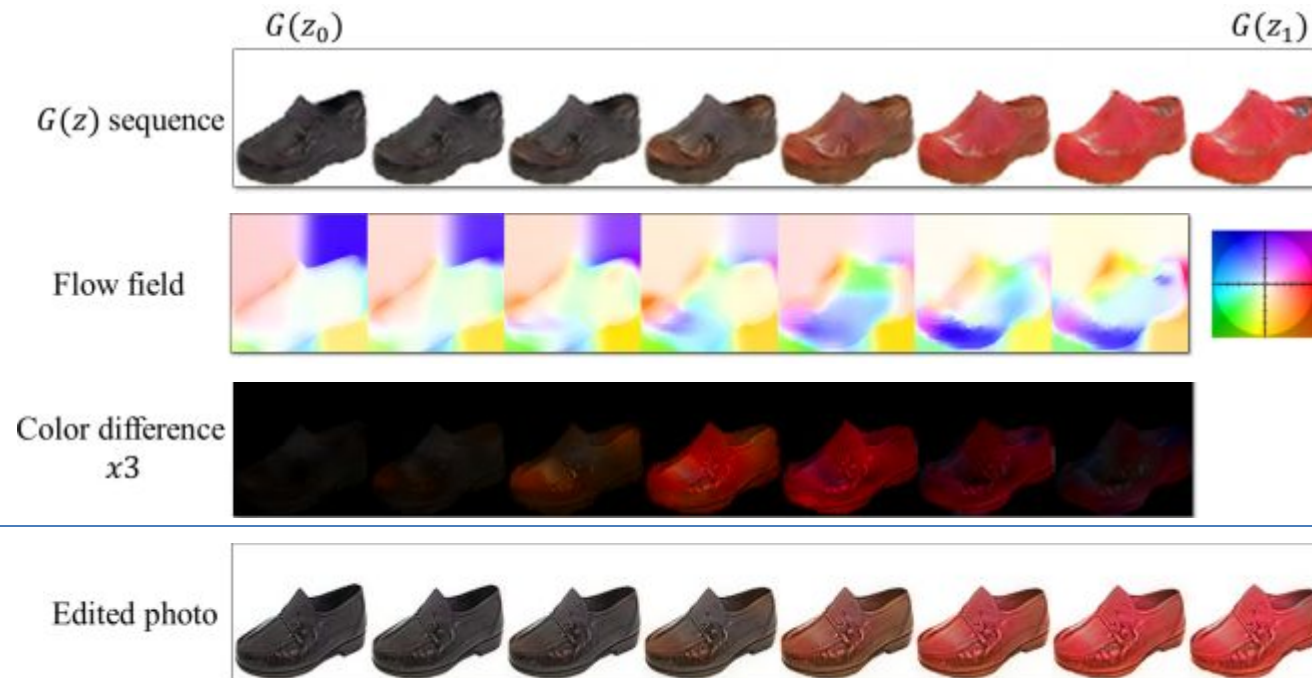 G(z₀)
G(z₁)
G(z) sequence
Flow field
Color difference
x3
Edited photo